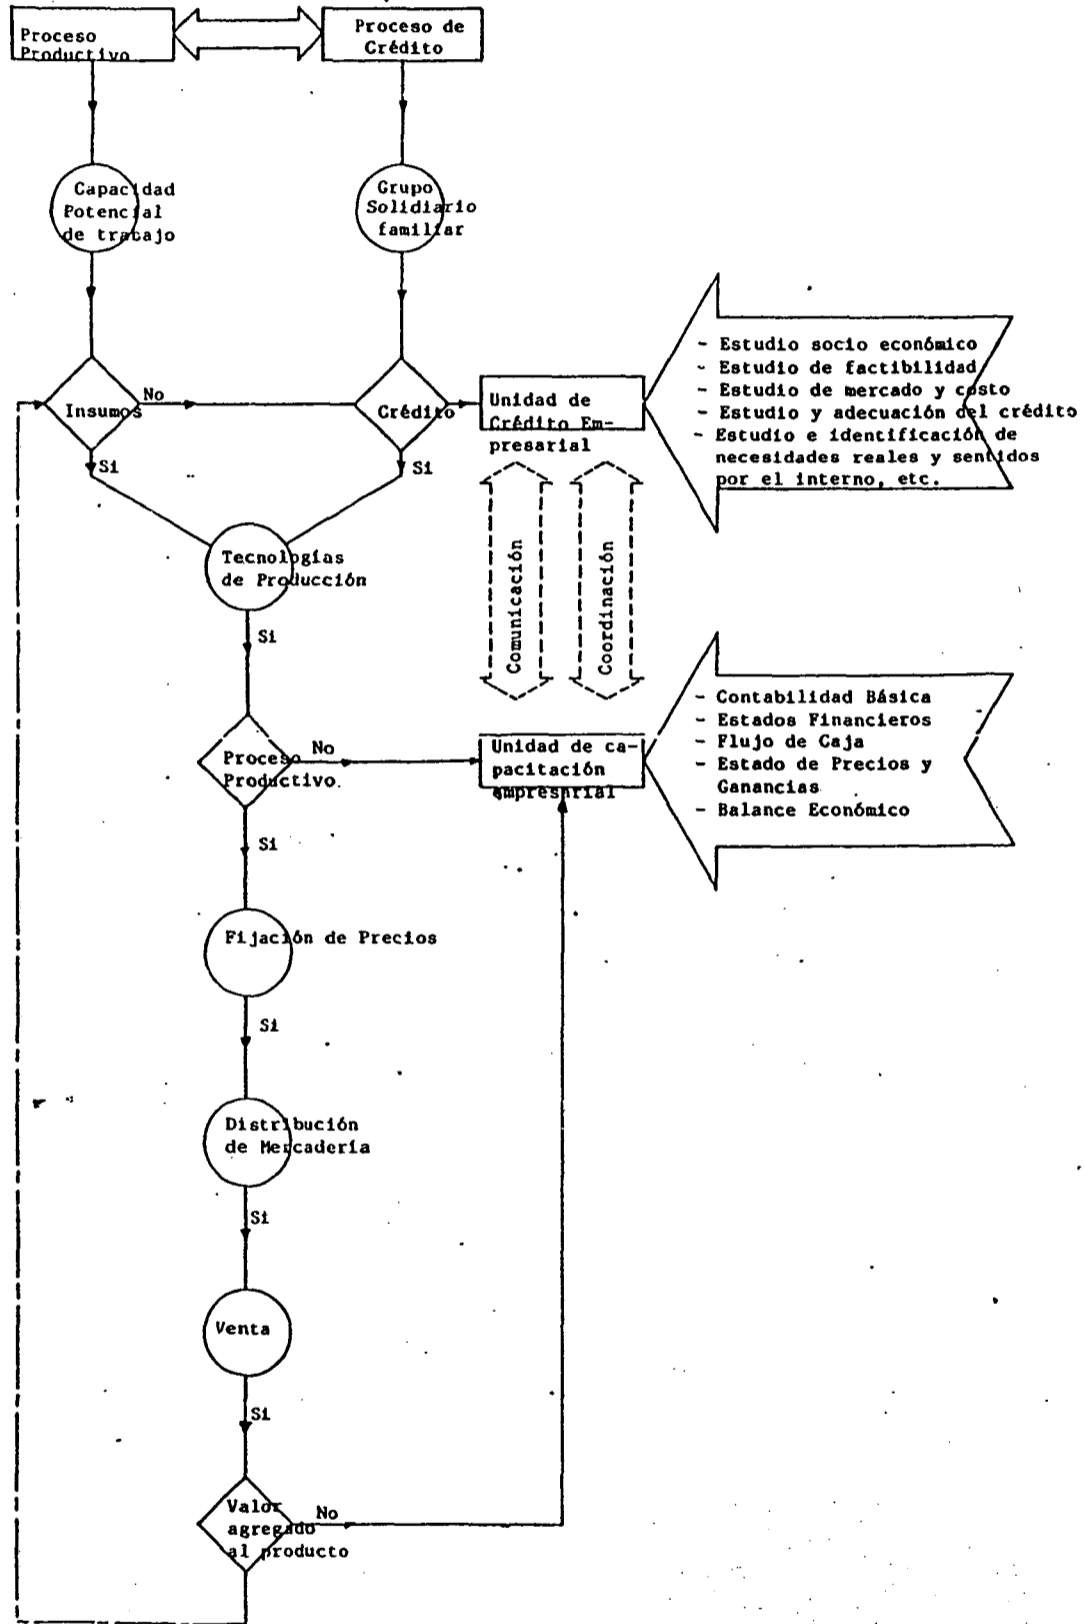 Proceso
Productivo
Proceso de
Crédito
Capacidad
Potencial
de trabajo
Grupo
Solidiario
familiar
Insumos
No
Crédito
Unidad de
Crédito Em-
presarial
- Estudio socio económico
- Estudio de factibilidad
- Estudio de mercado y costo
- Estudio y adecuación del crédito
- Estudio e identificación de
necesidades reales y sentidos
por el interno, etc.
Si
Si
Tecnologías
de Producción
Comunicación
Coordinación
Si
Proceso
Productivo.
No
Unidad de ca-
pacitación
empresarial
- Contabilidad Básica
- Estados Financieros
- Flujo de Caja
- Estado de Precios y
Ganancias
- Balance Económico
Si
Fijación de Precios
Si
Distribución
de Mercadería
Si
Venta
Si
Valor
agregado
al producto
No